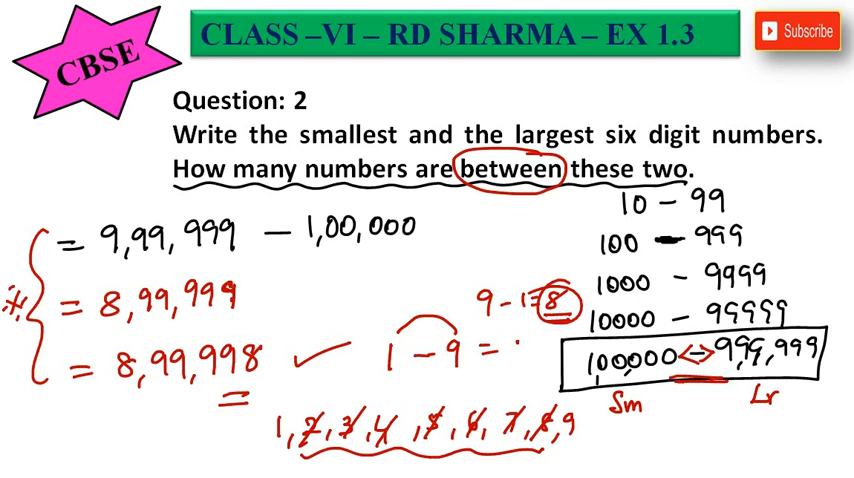 CBSE
CLASS –VI – RD SHARMA – EX 1.3
Subscribe
Question: 2
Write the smallest and the largest six digit numbers.
How many numbers are between these two.
10 - 99
100 - 999
1000 - 9999
10000 - 99999
100,000 <-> 999,999
Sm Lr
= 9,99,999 - 1,00,000
= 8,99,999
= 8,99,998 ✓
9 - 1 = 8
1 - 9 =
1, 2, 3, 4, 5, 6, 7, 8, 9